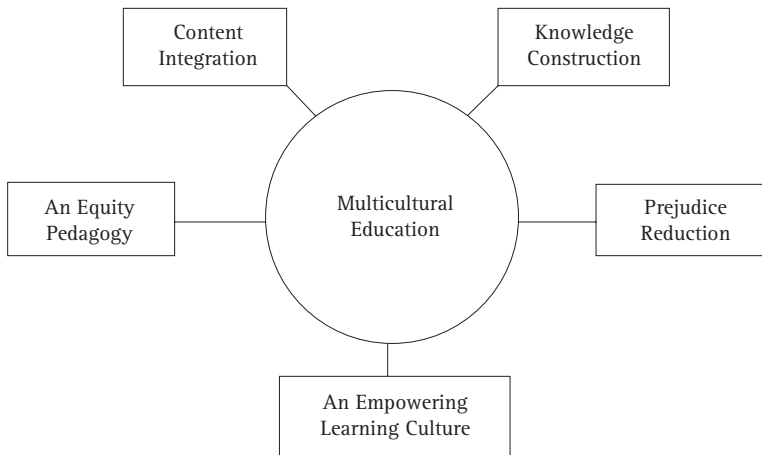 Content
Integration
Knowledge
Construction
An Equity
Pedagogy
Multicultural
Education
Prejudice
Reduction
An Empowering
Learning Culture